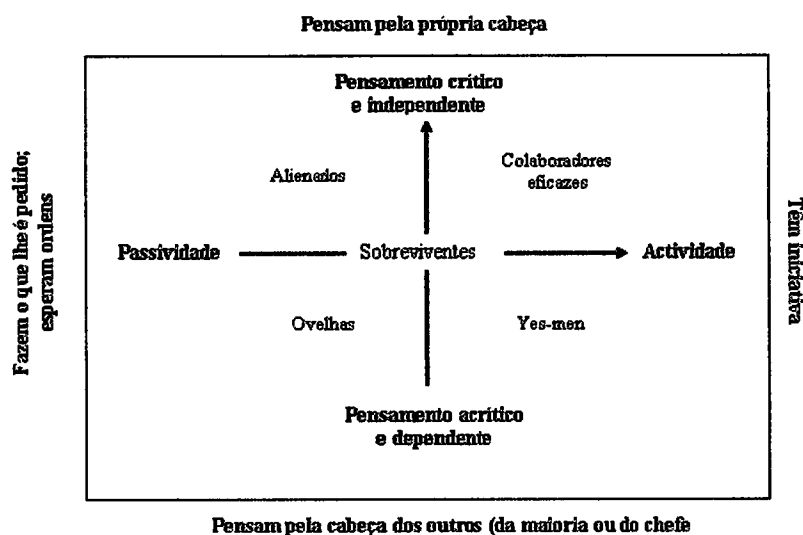 Pensam pela própria cabeça
Pensamento crítico
e independente
Alienados
Colaboradores
eficazes
Fazem o que lhe é pedido;
esperam ordens
Passividade
Sobreviventes
Actividade
Têm iniciativa
Ovelhas
Yes-men
Pensamento acrítico
e dependente
Pensam pela cabeça dos outros (da maioria ou do chefe